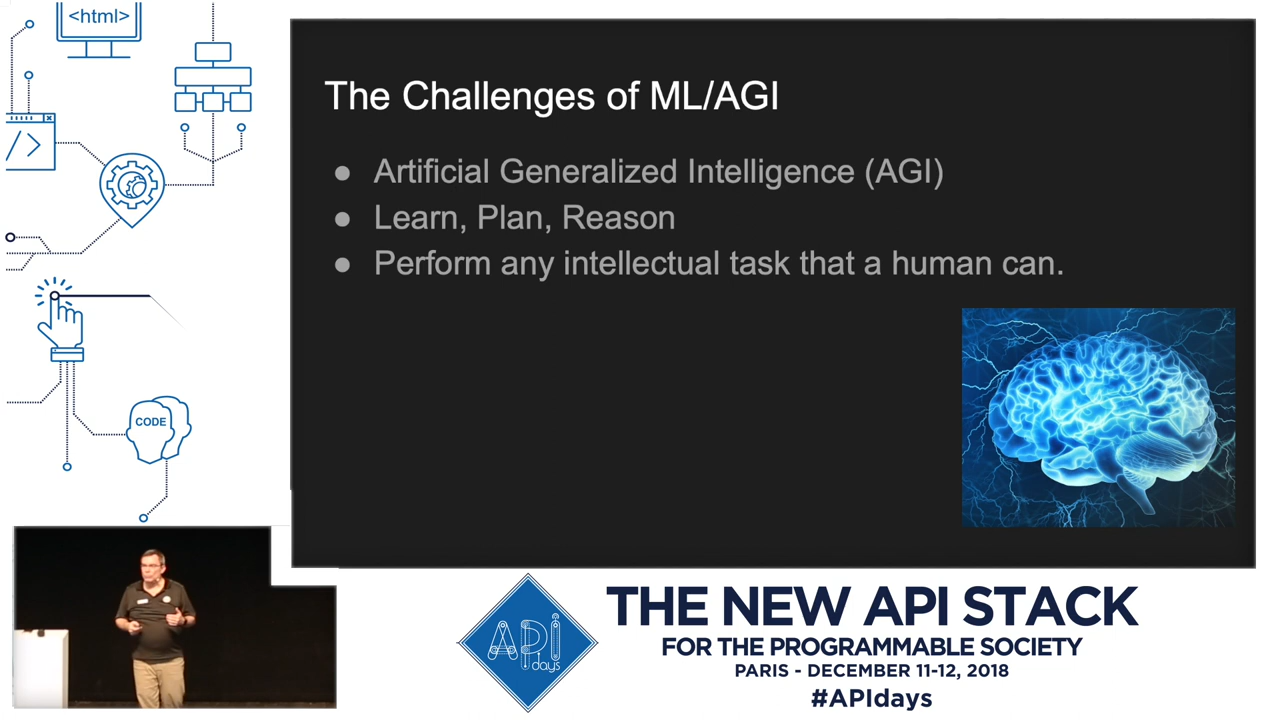 <html>
/>
CODE
The Challenges of ML/AGI
● Artificial Generalized Intelligence (AGI)
● Learn, Plan, Reason
● Perform any intellectual task that a human can.
API
days
THE NEW API STACK
FOR THE PROGRAMMABLE SOCIETY
PARIS - DECEMBER 11-12, 2018
#APIdays